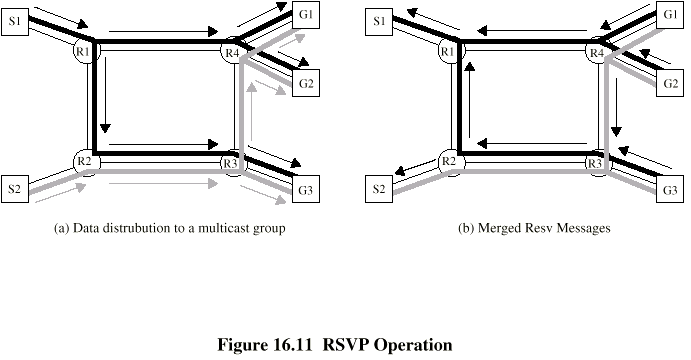 S1
G1
R1
R4
G2
R2
R3
S2
G3
(a) Data distrubution to a multicast group
S1
G1
R1
R4
G2
R2
R3
S2
G3
(b) Merged Resv Messages
Figure 16.11 RSVP Operation